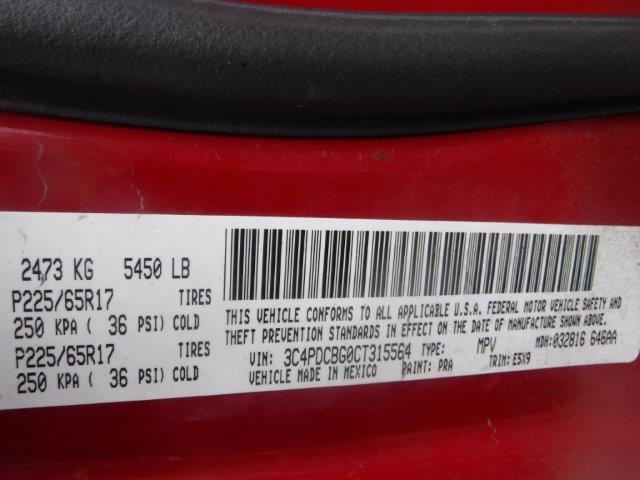 2473 KG 5450 LB
P225/65R17 TIRES
250 KPA ( 36 PSI) COLD
P225/65R17 TIRES
250 KPA ( 36 PSI) COLD
THIS VEHICLE CONFORMS TO ALL APPLICABLE U.S.A. FEDERAL MOTOR VEHICLE SAFETY AND
THEFT PREVENTION STANDARDS IN EFFECT ON THE DATE OF MANUFACTURE SHOWN ABOVE.
VIN: 3C4PDCBG0CT315564 TYPE: MPV MDH: 032816 646AA
VEHICLE MADE IN MEXICO PAINT: PRA TRIM: E5X9